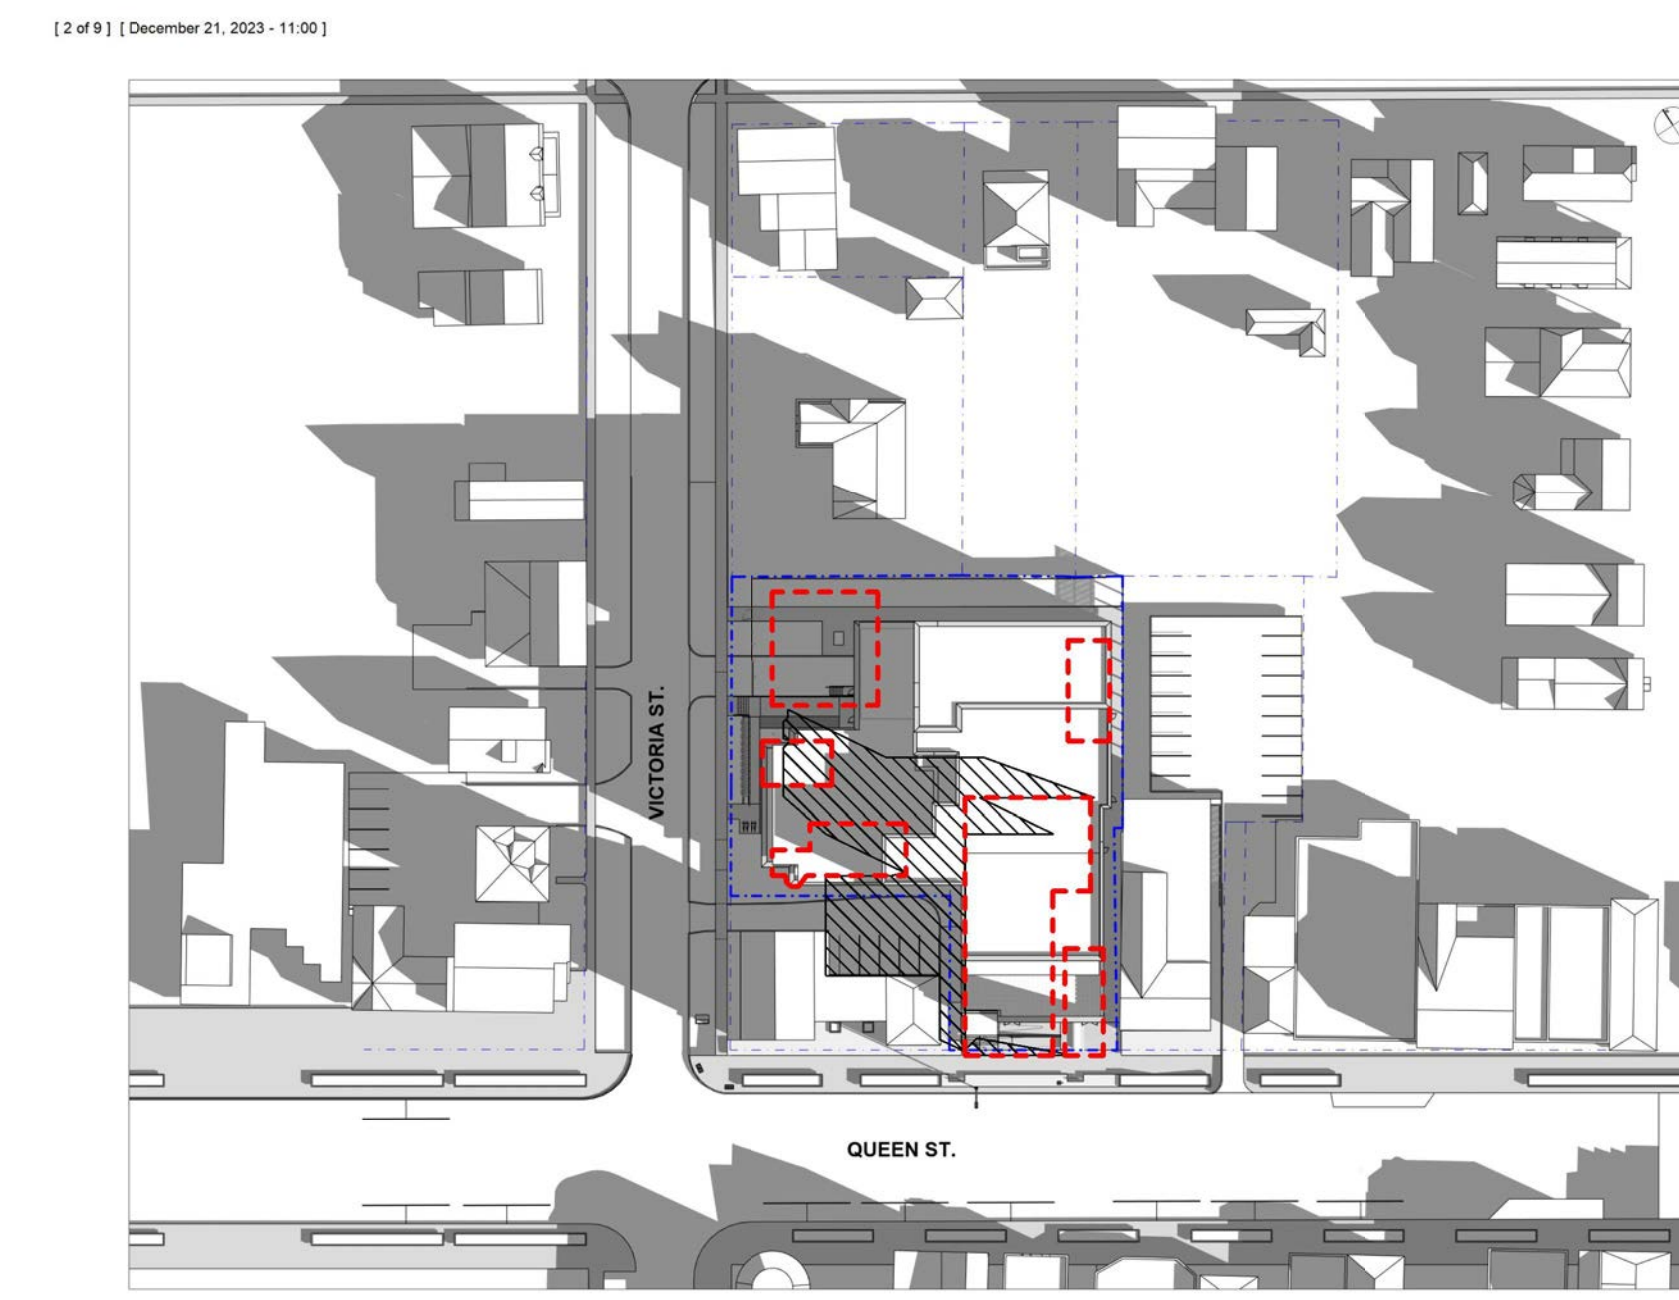 [ 2 of 9 ] [ December 21, 2023 - 11:00 ]
VICTORIA ST.
QUEEN ST.